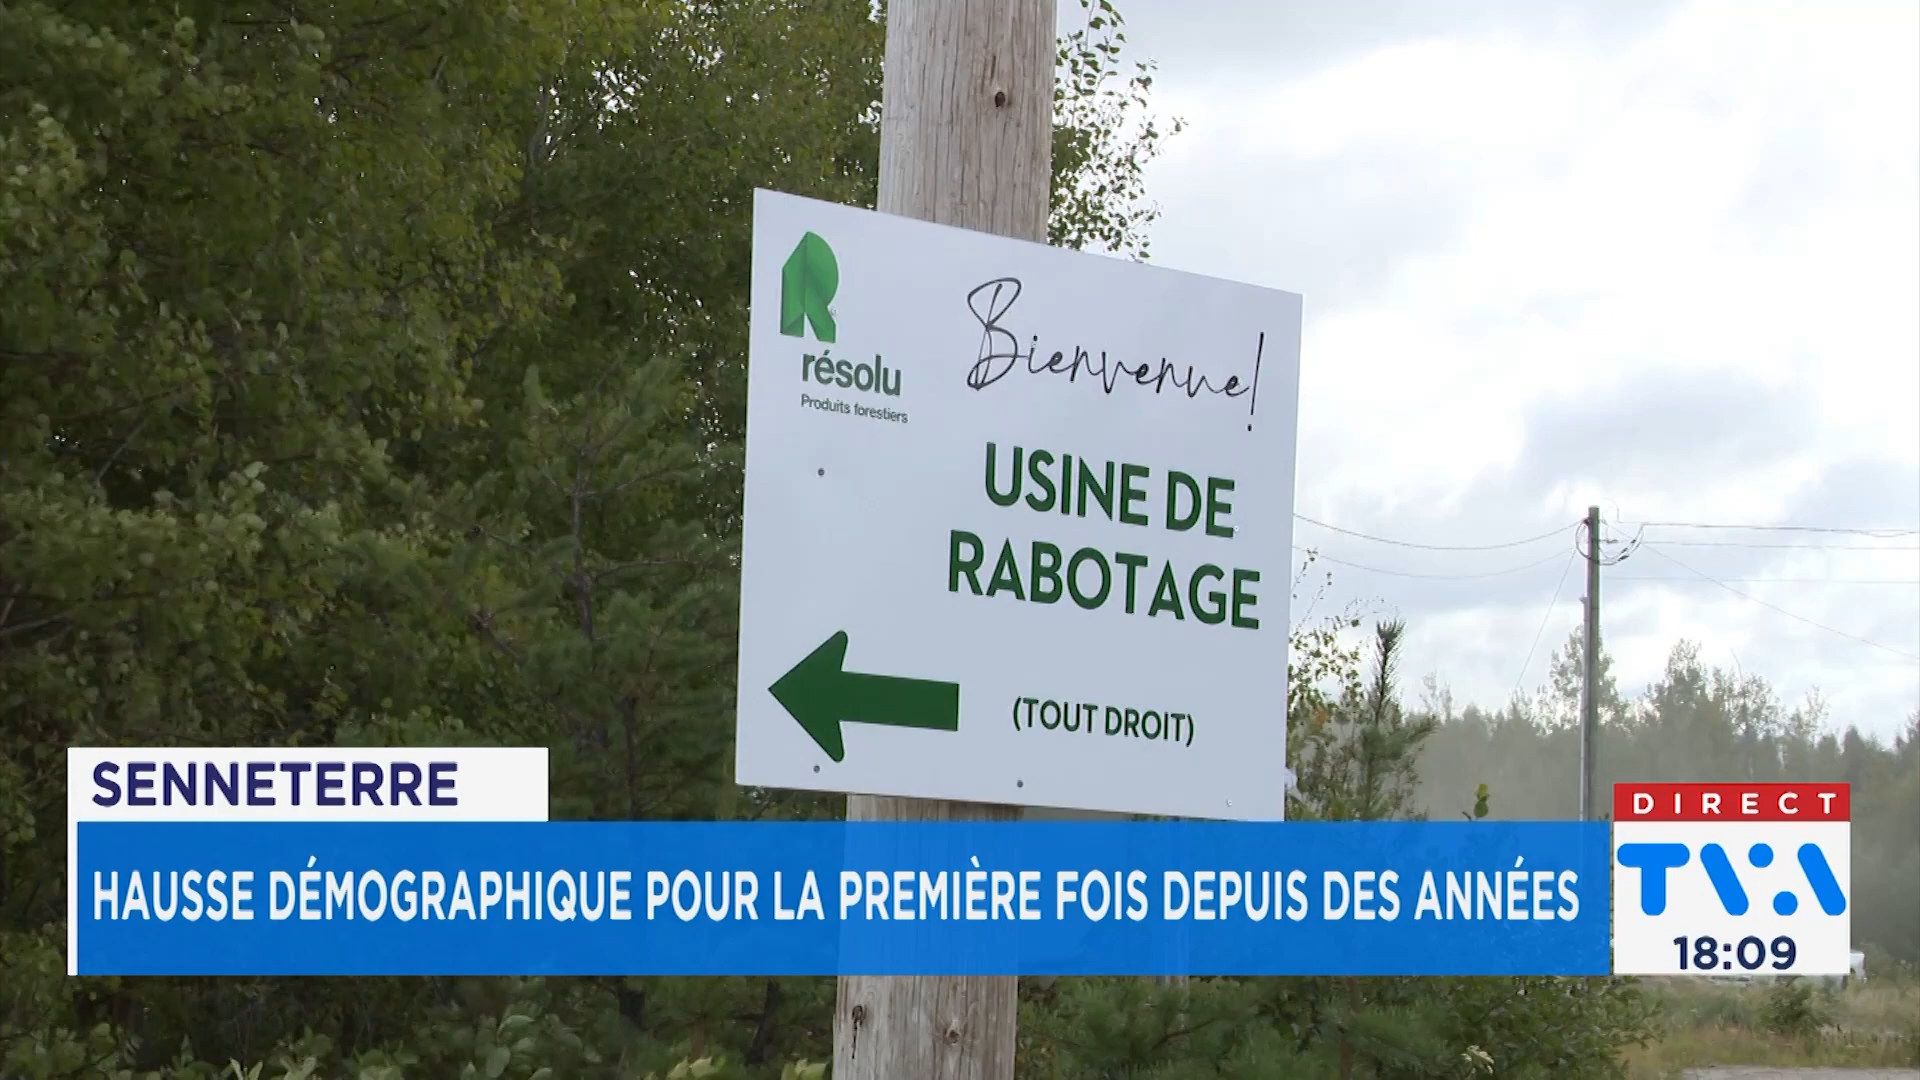 résolu
Produits forestiers
Bienvenue!
USINE DE
RABOTAGE
(TOUT DROIT)
SENNETERRE
HAUSSE DÉMOGRAPHIQUE POUR LA PREMIÈRE FOIS DEPUIS DES ANNÉES
DIRECT
TVA
18:09